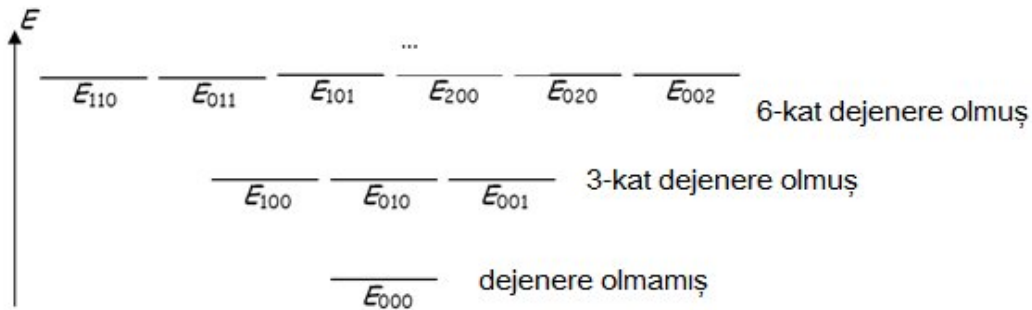 E
...
E110 E011 E101 E200 E020 E002
6-kat dejenere olmuş
E100 E010 E001 3-kat dejenere olmuş
E000 dejenere olmamış